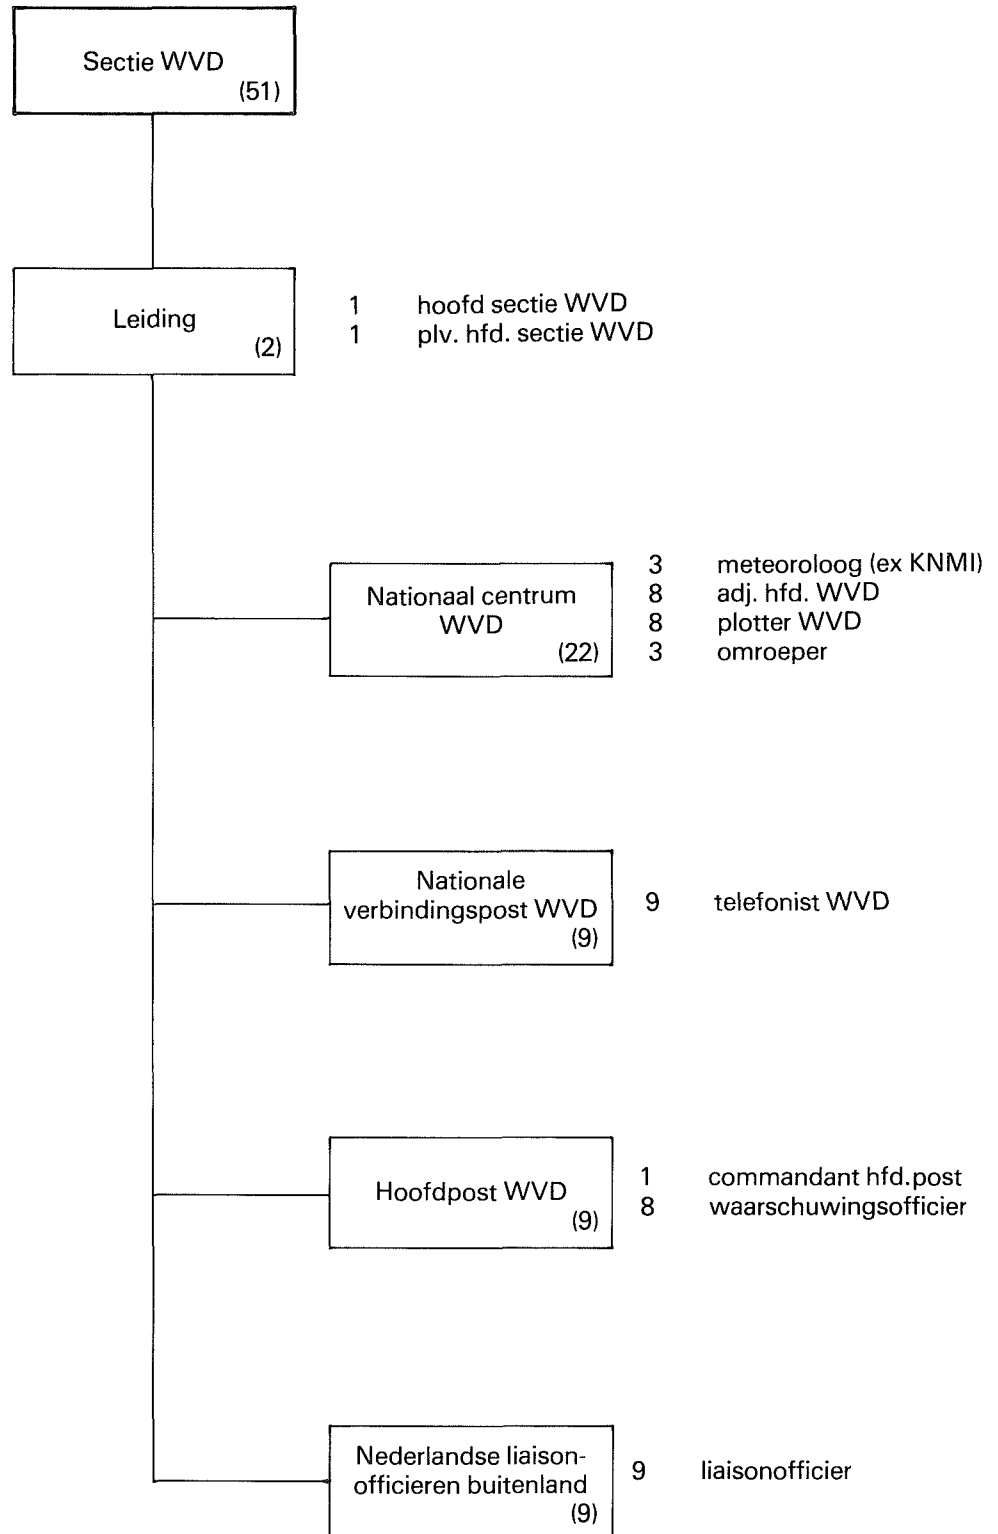 Sectie WVD
(51)
Leiding
(2)
1 hoofd sectie WVD
1 plv. hfd. sectie WVD
Nationaal centrum
WVD
(22)
3 meteoroloog (ex KNMI)
8 adj. hfd. WVD
8 plotter WVD
3 omroeper
Nationale
verbindingspost WVD
(9)
9 telefonist WVD
Hoofdpost WVD
(9)
1 commandant hfd.post
8 waarschuwingsofficier
Nederlandse liaison-
officieren buitenland
(9)
9 liaisonofficier